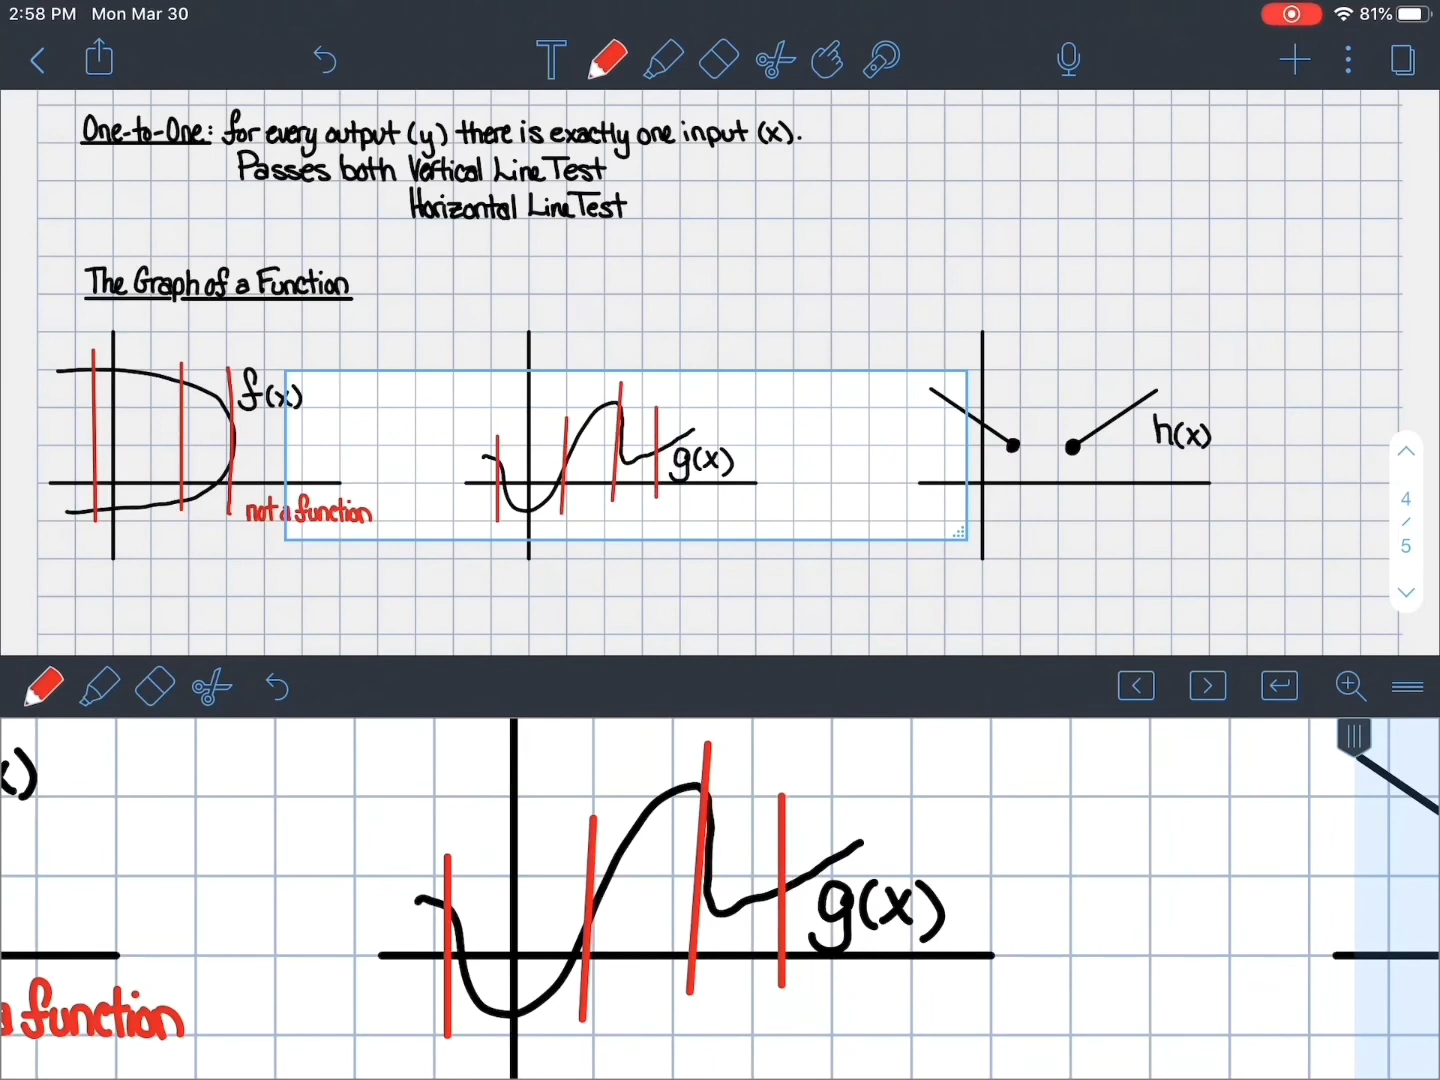 2:58 PM Mon Mar 30
81%
T
One-to-One: for every output (y) there is exactly one input (x).
Passes both Vertical Line Test
Horizontal Line Test
The Graph of a Function
f(x)
g(x)
h(x)
not a function
4
/
5
x)
g(x)
a function